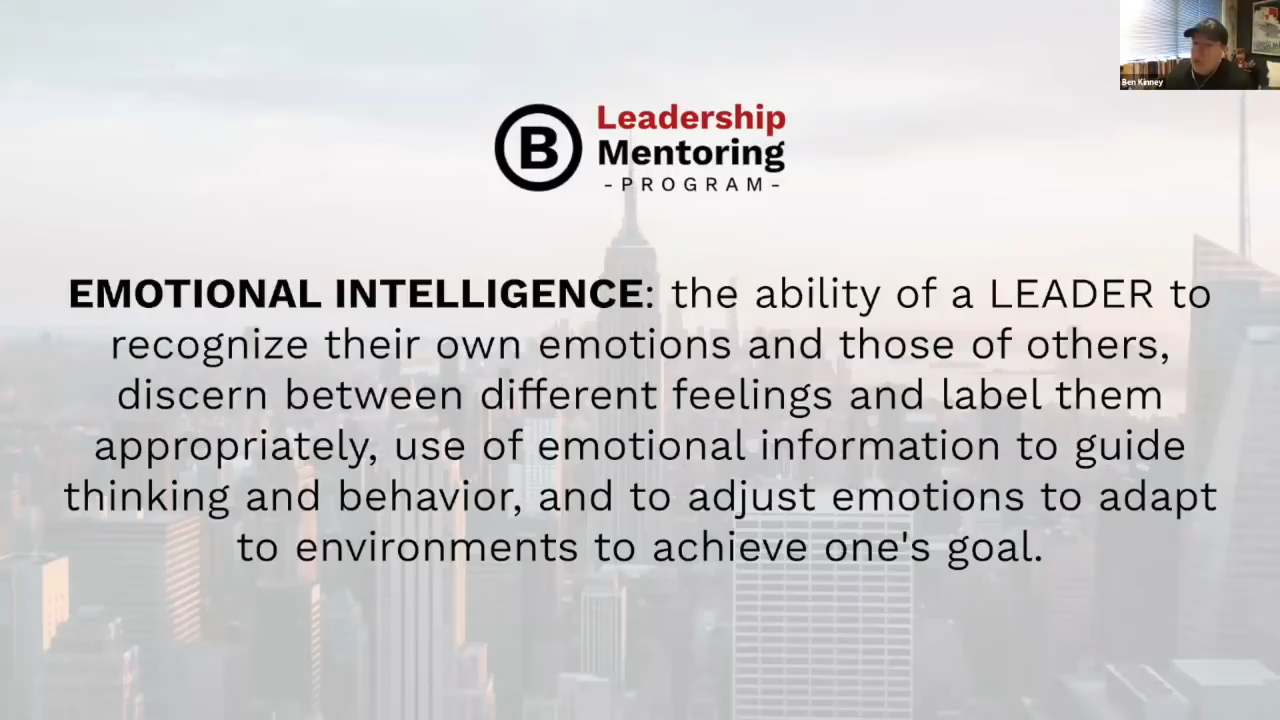 Ben Kinney
B
Leadership
Mentoring
-PROGRAM-
EMOTIONAL INTELLIGENCE: the ability of a LEADER to
recognize their own emotions and those of others,
discern between different feelings and label them
appropriately, use of emotional information to guide
thinking and behavior, and to adjust emotions to adapt
to environments to achieve one's goal.